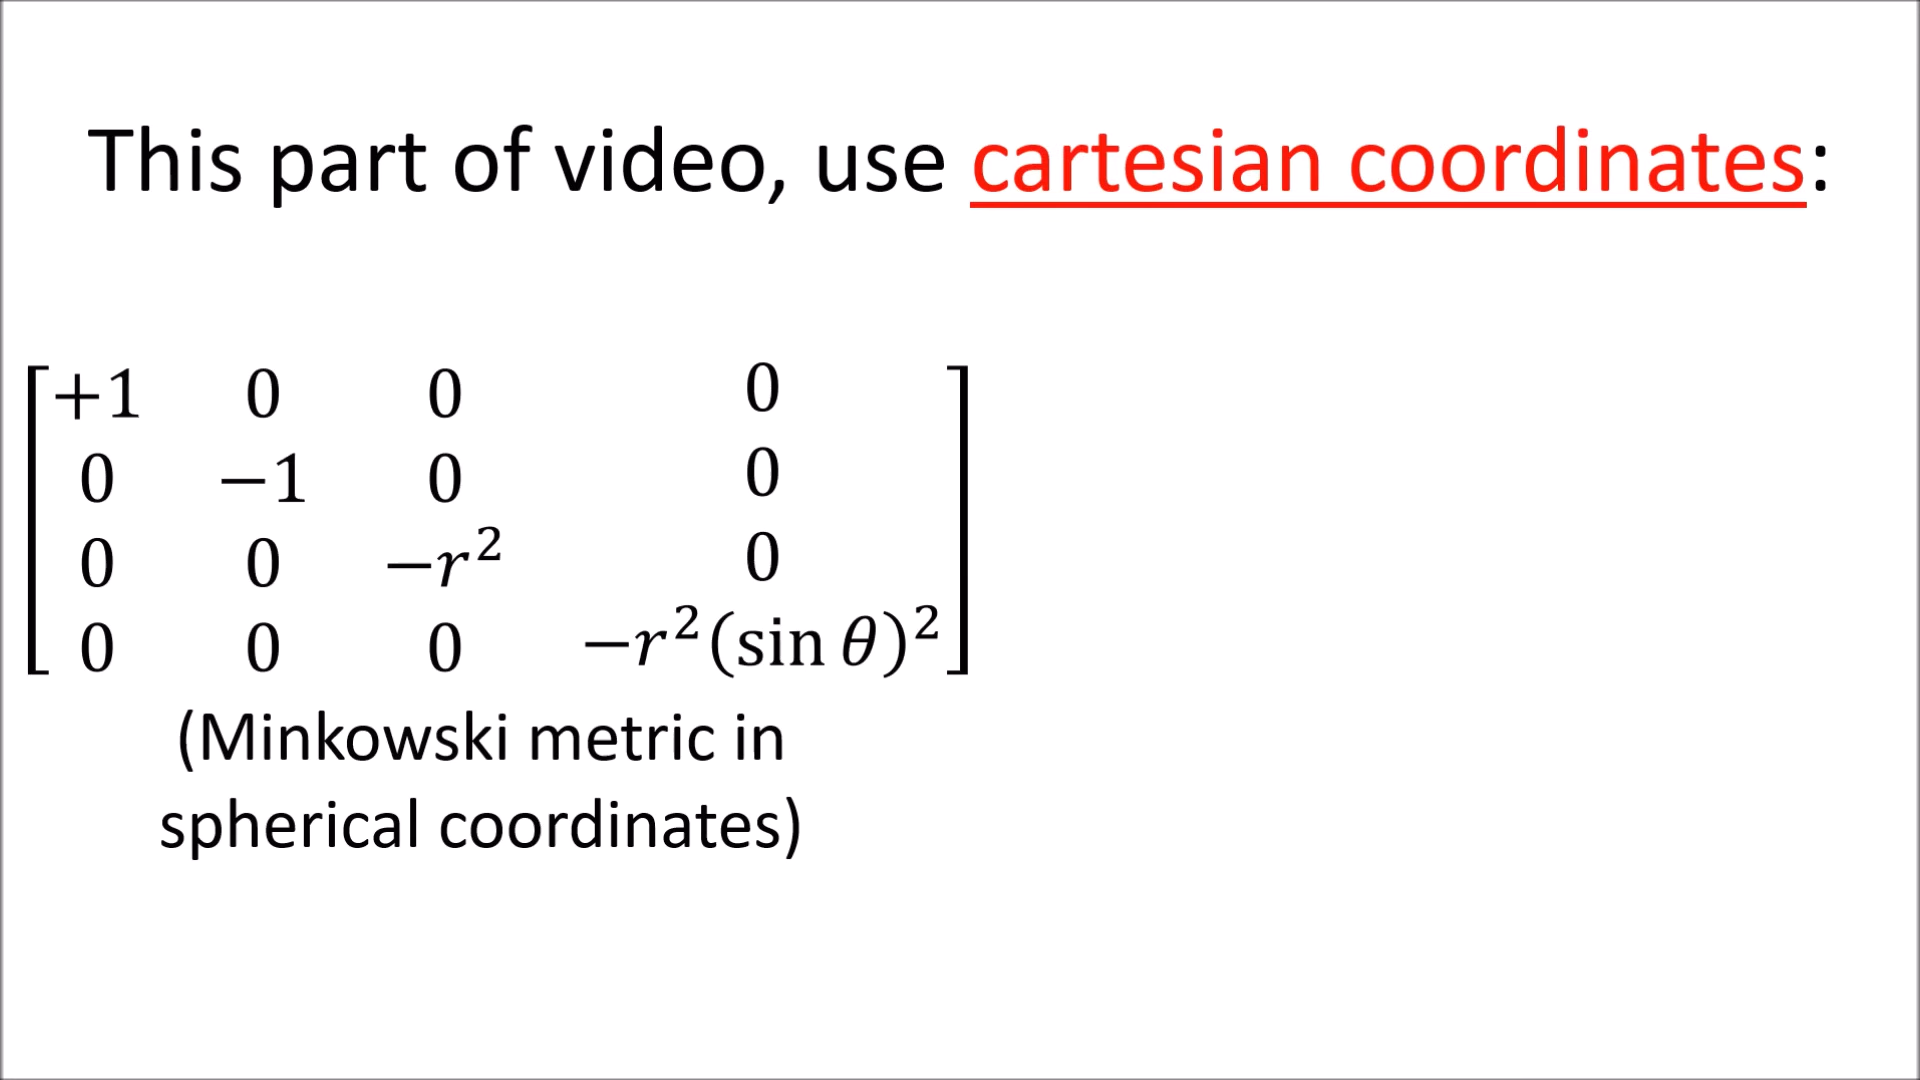 This part of video, use cartesian coordinates:
+1 0 0 0
0 −1 0 0
0 0 −r² 0
0 0 0 −r²(sin θ)²
(Minkowski metric in
spherical coordinates)